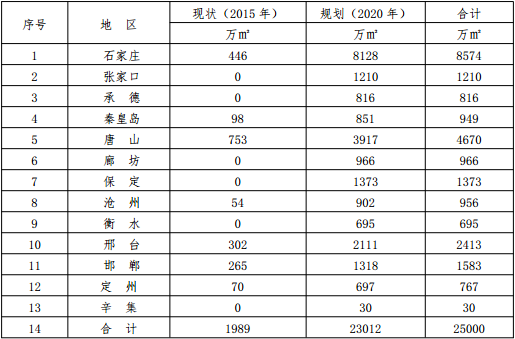 序号 地 区 现状（2015 年） 规划（2020 年） 合计
万㎡ 万㎡ 万㎡
1 石家庄 446 8128 8574
2 张家口 0 1210 1210
3 承 德 0 816 816
4 秦皇岛 98 851 949
5 唐 山 753 3917 4670
6 廊 坊 0 966 966
7 保 定 0 1373 1373
8 沧 州 54 902 956
9 衡 水 0 695 695
10 邢 台 302 2111 2413
11 邯 郸 265 1318 1583
12 定 州 70 697 767
13 辛 集 0 30 30
14 合 计 1989 23012 25000